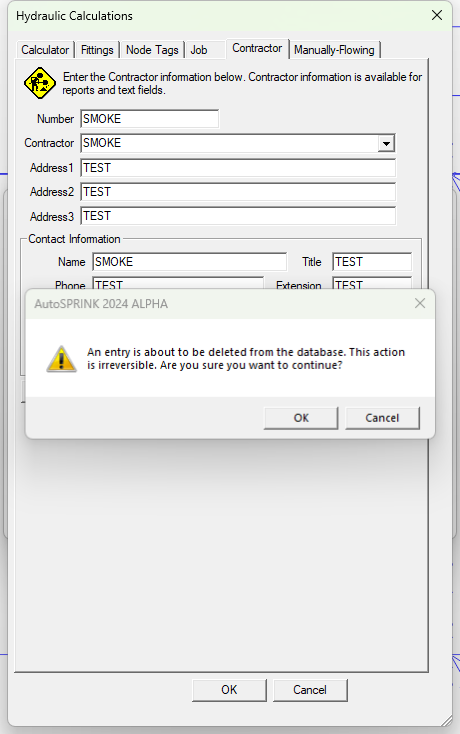 Hydraulic Calculations
Calculator Fittings Node Tags Job Contractor Manually-Flowing
Enter the Contractor information below. Contractor information is available for
reports and text fields.
Number SMOKE
Contractor SMOKE
Address1 TEST
Address2 TEST
Address3 TEST
Contact Information
Name SMOKE Title TEST
Phone TEST Extension TEST
AutoSPRINK 2024 ALPHA
An entry is about to be deleted from the database. This action
is irreversible. Are you sure you want to continue?
OK Cancel
OK Cancel